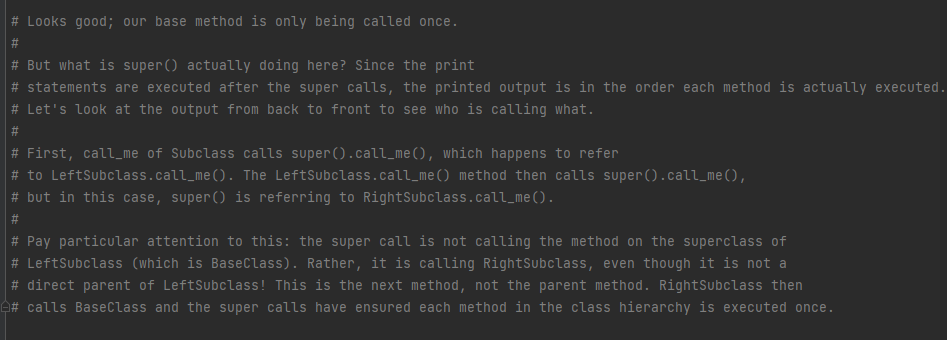 # Looks good; our base method is only being called once.
#
# But what is super() actually doing here? Since the print
# statements are executed after the super calls, the printed output is in the order each method is actually executed.
# Let's look at the output from back to front to see who is calling what.
#
# First, call_me of Subclass calls super().call_me(), which happens to refer
# to LeftSubclass.call_me(). The LeftSubclass.call_me() method then calls super().call_me(),
# but in this case, super() is referring to RightSubclass.call_me().
#
# Pay particular attention to this: the super call is not calling the method on the superclass of
# LeftSubclass (which is BaseClass). Rather, it is calling RightSubclass, even though it is not a
# direct parent of LeftSubclass! This is the next method, not the parent method. RightSubclass then
# calls BaseClass and the super calls have ensured each method in the class hierarchy is executed once.